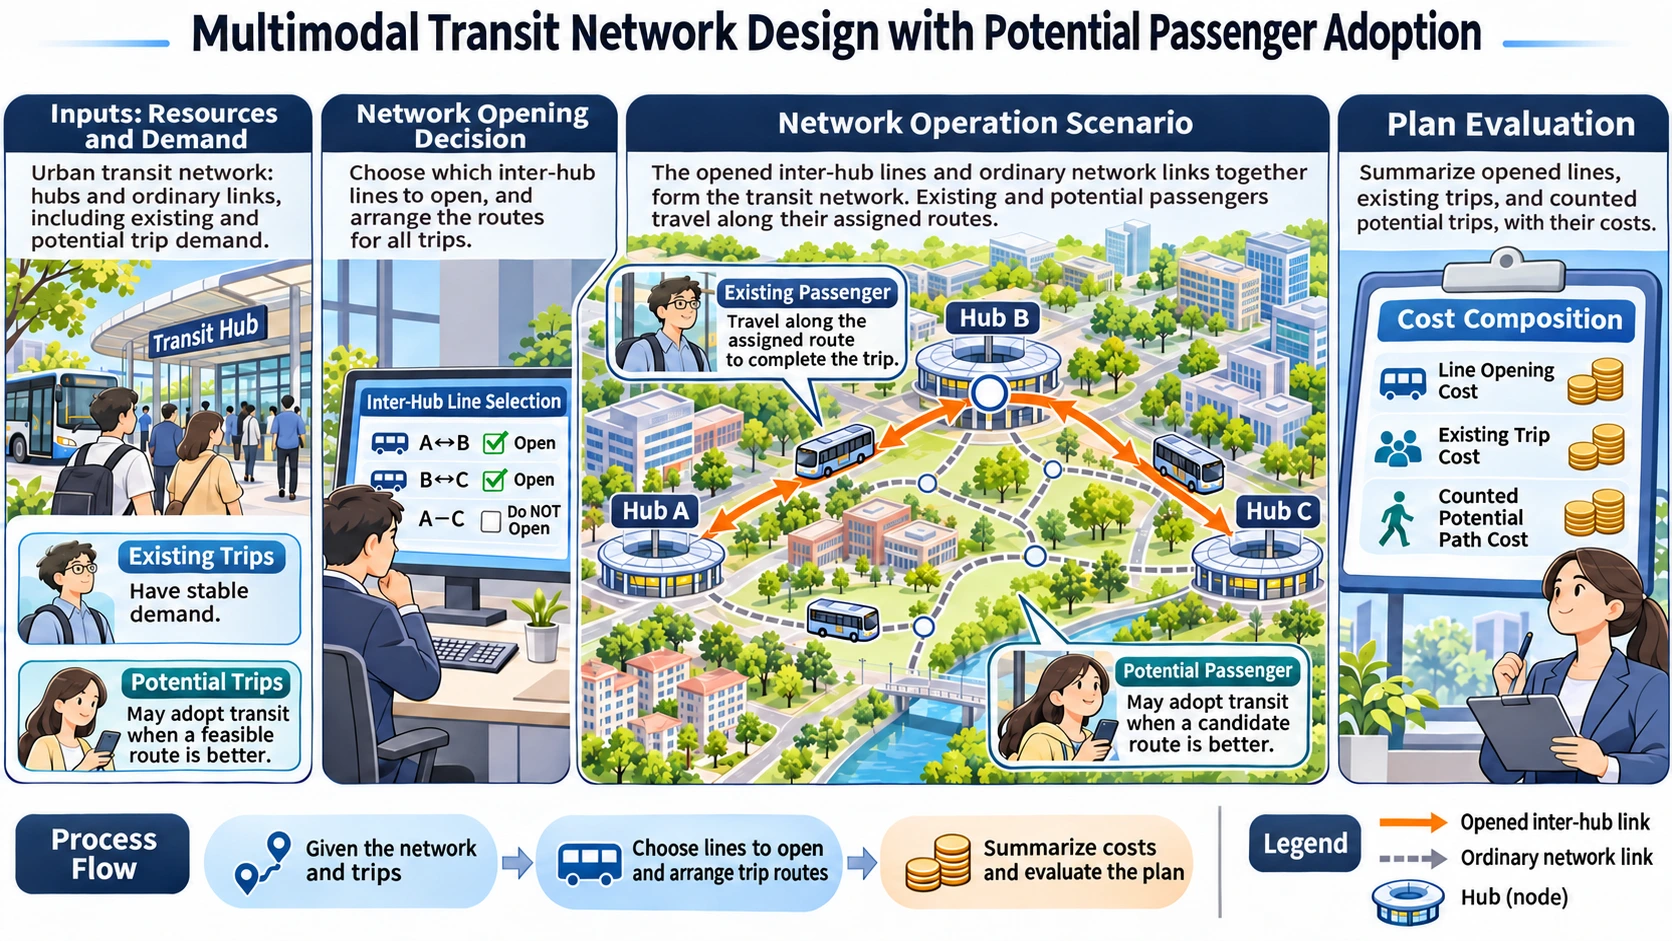 Multimodal Transit Network Design with Potential Passenger Adoption
Inputs: Resources
and Demand
Urban transit network:
hubs and ordinary links,
including existing and
potential trip demand.
Transit Hub
Existing Trips
Have stable
demand.
Potential Trips
May adopt transit
when a feasible
route is better.
Network Opening
Decision
Choose which inter-hub
lines to open, and
arrange the routes
for all trips.
Inter-Hub Line Selection
A↔B Open
B↔C Open
A—C Do NOT
Open
Network Operation Scenario
The opened inter-hub lines and ordinary network links together
form the transit network. Existing and potential passengers
travel along their assigned routes.
Existing Passenger
Travel along the
assigned route
to complete the trip.
Hub B
Hub A
Hub C
Potential Passenger
May adopt transit
when a candidate
route is better.
Plan Evaluation
Summarize opened lines,
existing trips, and counted
potential trips, with their costs.
Cost Composition
Line Opening
Cost
Existing Trip
Cost
Counted
Potential
Path Cost
Process
Flow
Given the network
and trips
Choose lines to open
and arrange trip routes
Summarize costs
and evaluate the plan
Legend
Opened inter-hub link
Ordinary network link
Hub (node)